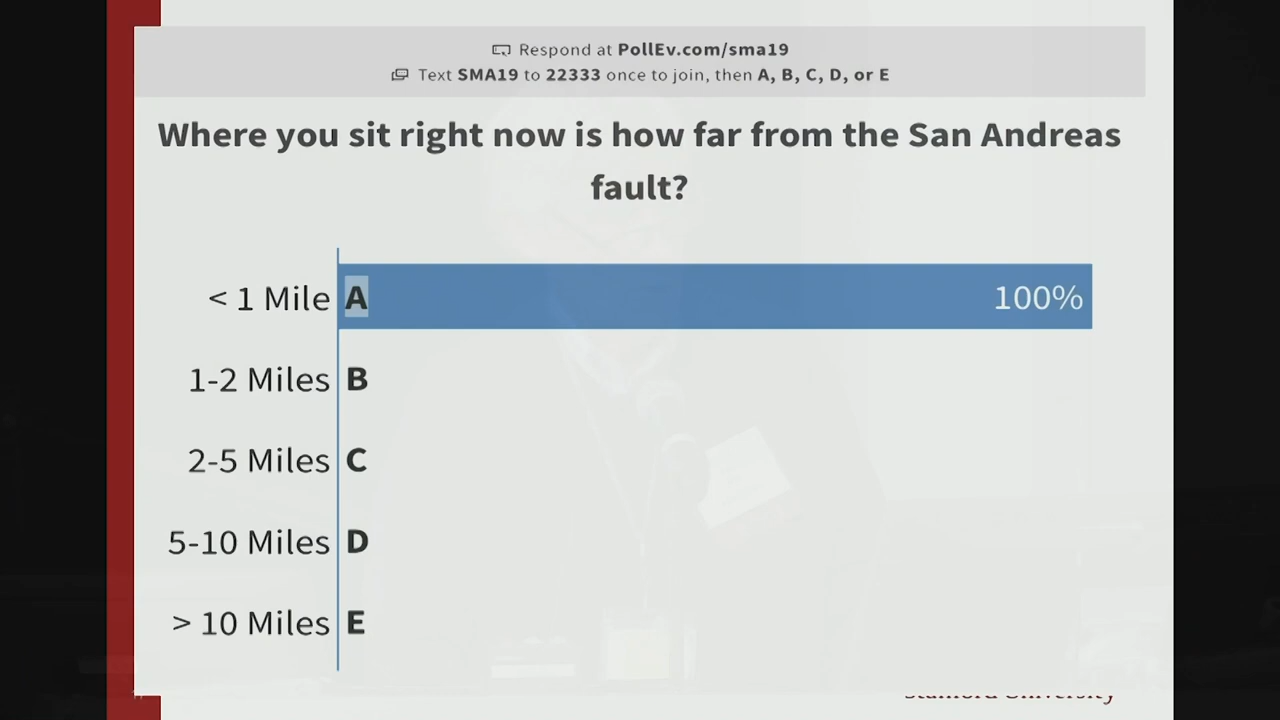 Respond at PollEv.com/sma19
Text SMA19 to 22333 once to join, then A, B, C, D, or E
Where you sit right now is how far from the San Andreas
fault?
< 1 Mile A 100%
1-2 Miles B
2-5 Miles C
5-10 Miles D
> 10 Miles E
Stanford University